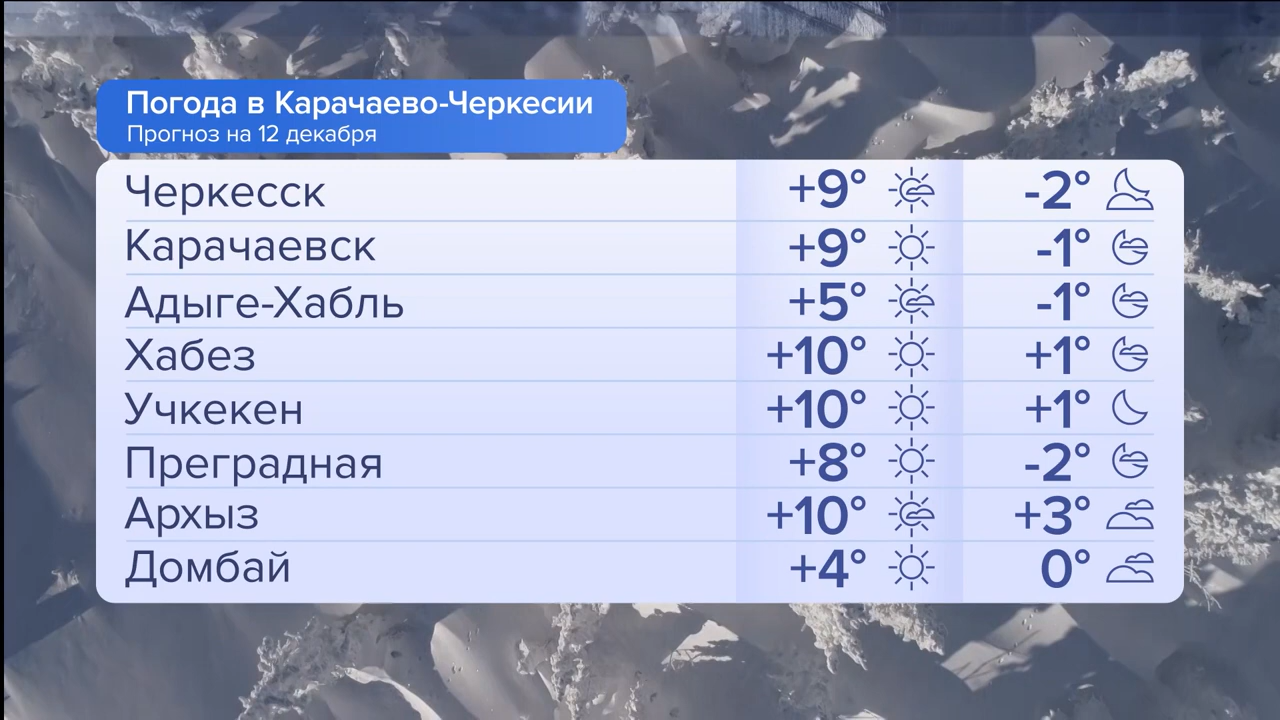 Погода в Карачаево-Черкесии
Прогноз на 12 декабря
Черкесск +9° -2°
Карачаевск +9° -1°
Адыге-Хабль +5° -1°
Хабез +10° +1°
Учкекен +10° +1°
Преградная +8° -2°
Архыз +10° +3°
Домбай +4° 0°